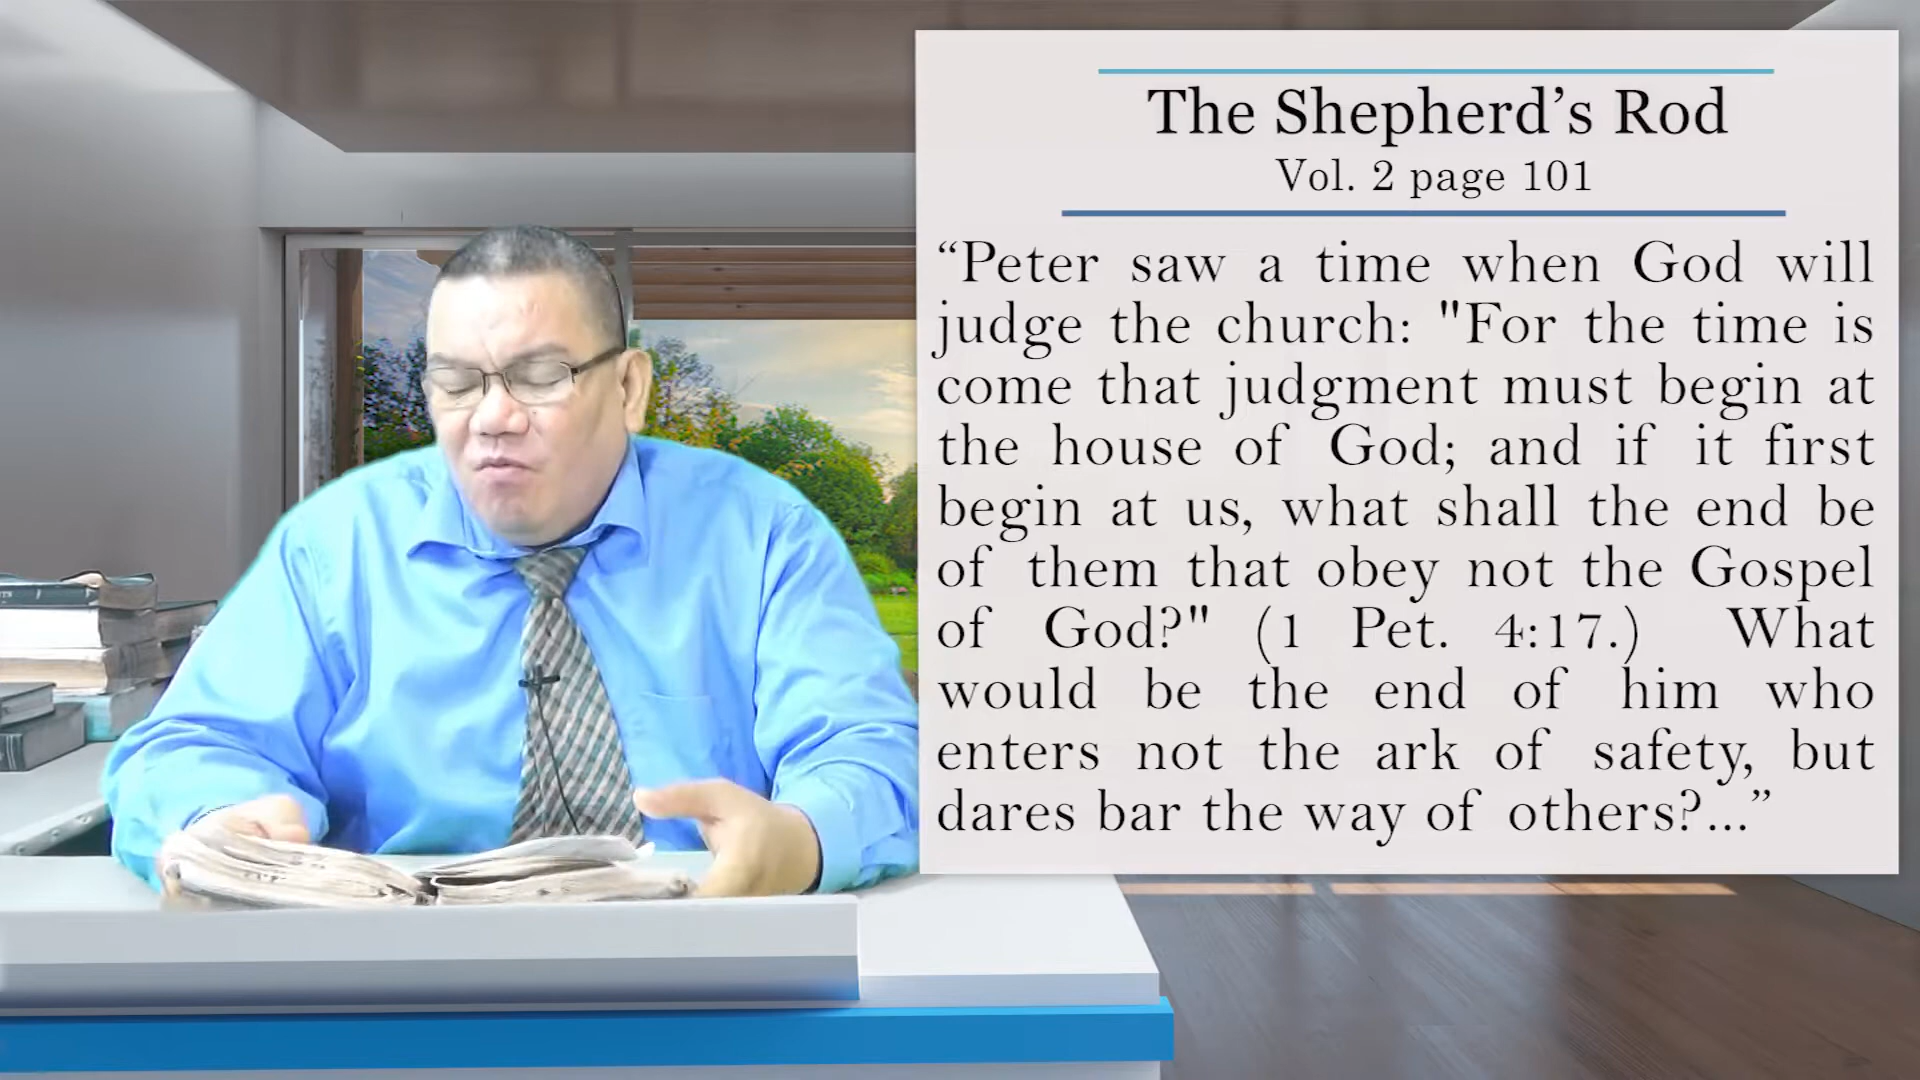 The Shepherd’s Rod
Vol. 2 page 101
“Peter saw a time when God will
judge the church: "For the time is
come that judgment must begin at
the house of God; and if it first
begin at us, what shall the end be
of them that obey not the Gospel
of God?" (1 Pet. 4:17.) What
would be the end of him who
enters not the ark of safety, but
dares bar the way of others?...”